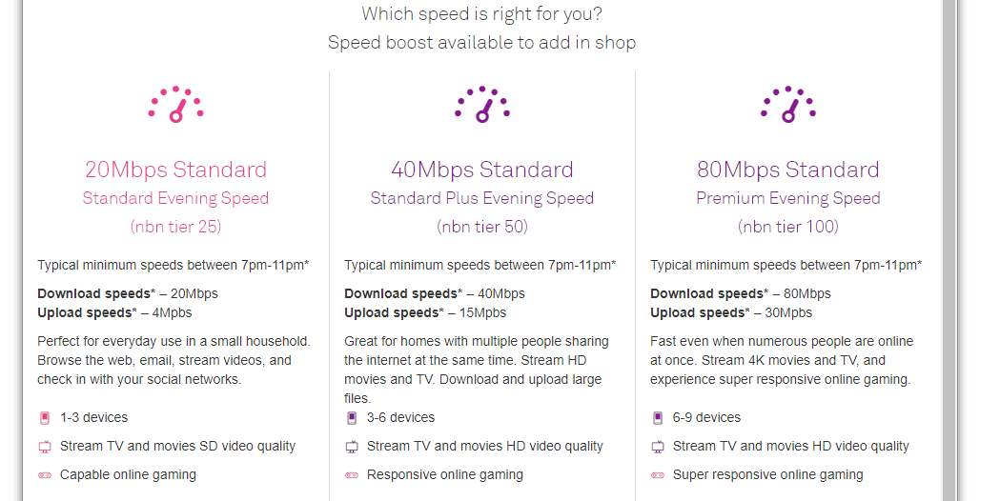 Which speed is right for you?
Speed boost available to add in shop
20Mbps Standard
Standard Evening Speed
(nbn tier 25)
Typical minimum speeds between 7pm-11pm*
Download speeds* – 20Mbps
Upload speeds* – 4Mpbs
Perfect for everyday use in a small household.
Browse the web, email, stream videos, and
check in with your social networks.
1-3 devices
Stream TV and movies SD video quality
Capable online gaming
40Mbps Standard
Standard Plus Evening Speed
(nbn tier 50)
Typical minimum speeds between 7pm-11pm*
Download speeds* – 40Mbps
Upload speeds* – 15Mpbs
Great for homes with multiple people sharing
the internet at the same time. Stream HD
movies and TV. Download and upload large
files.
3-6 devices
Stream TV and movies HD video quality
Responsive online gaming
80Mbps Standard
Premium Evening Speed
(nbn tier 100)
Typical minimum speeds between 7pm-11pm*
Download speeds* – 80Mbps
Upload speeds* – 30Mpbs
Fast even when numerous people are online
at once. Stream 4K movies and TV, and
experience super responsive online gaming.
6-9 devices
Stream TV and movies HD video quality
Super responsive online gaming